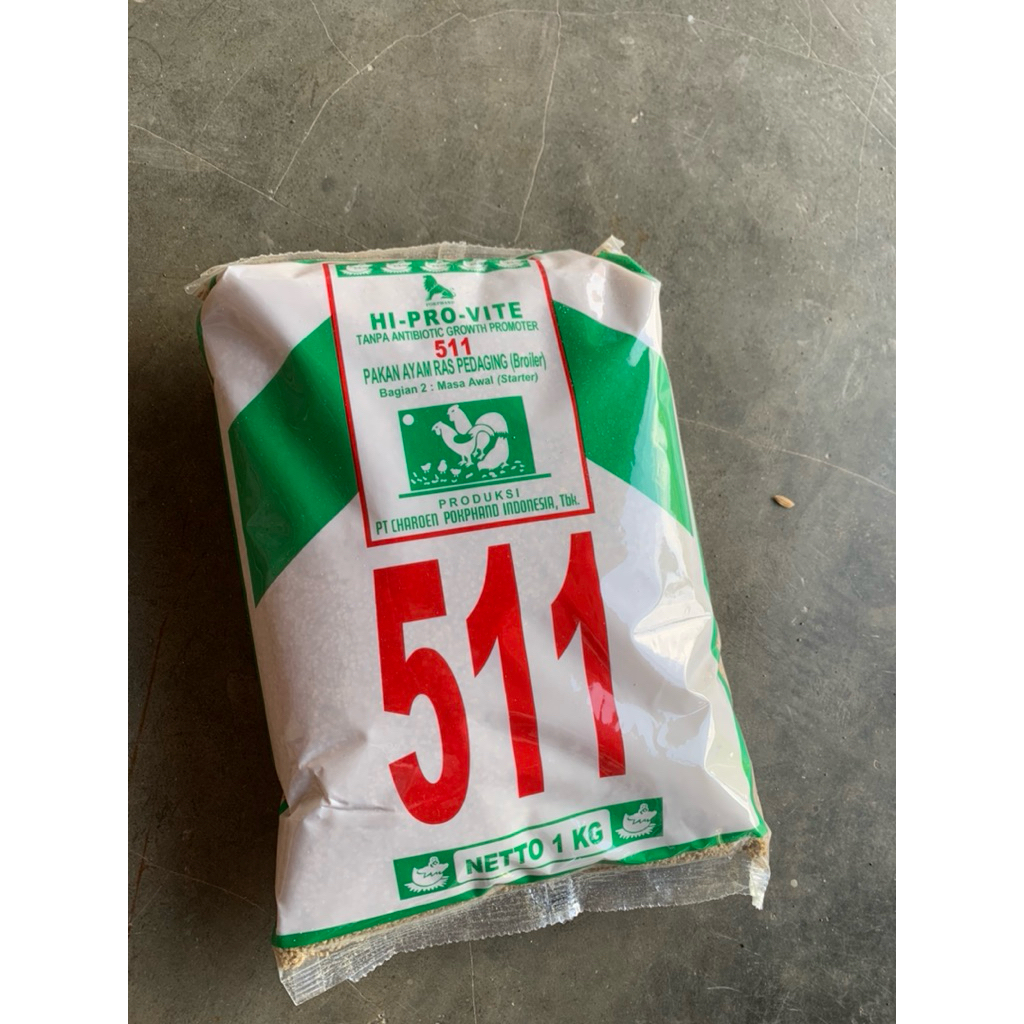 HI-PRO-VITE
TANPA ANTIBIOTIC GROWTH PROMOTER
511
PAKAN AYAM RAS PEDAGING (Broiler)
Bagian 2 : Masa Awal (Starter)
PRODUKSI
PT CHAROEN POKPHAND INDONESIA, Tbk.
511
NETTO 1 KG